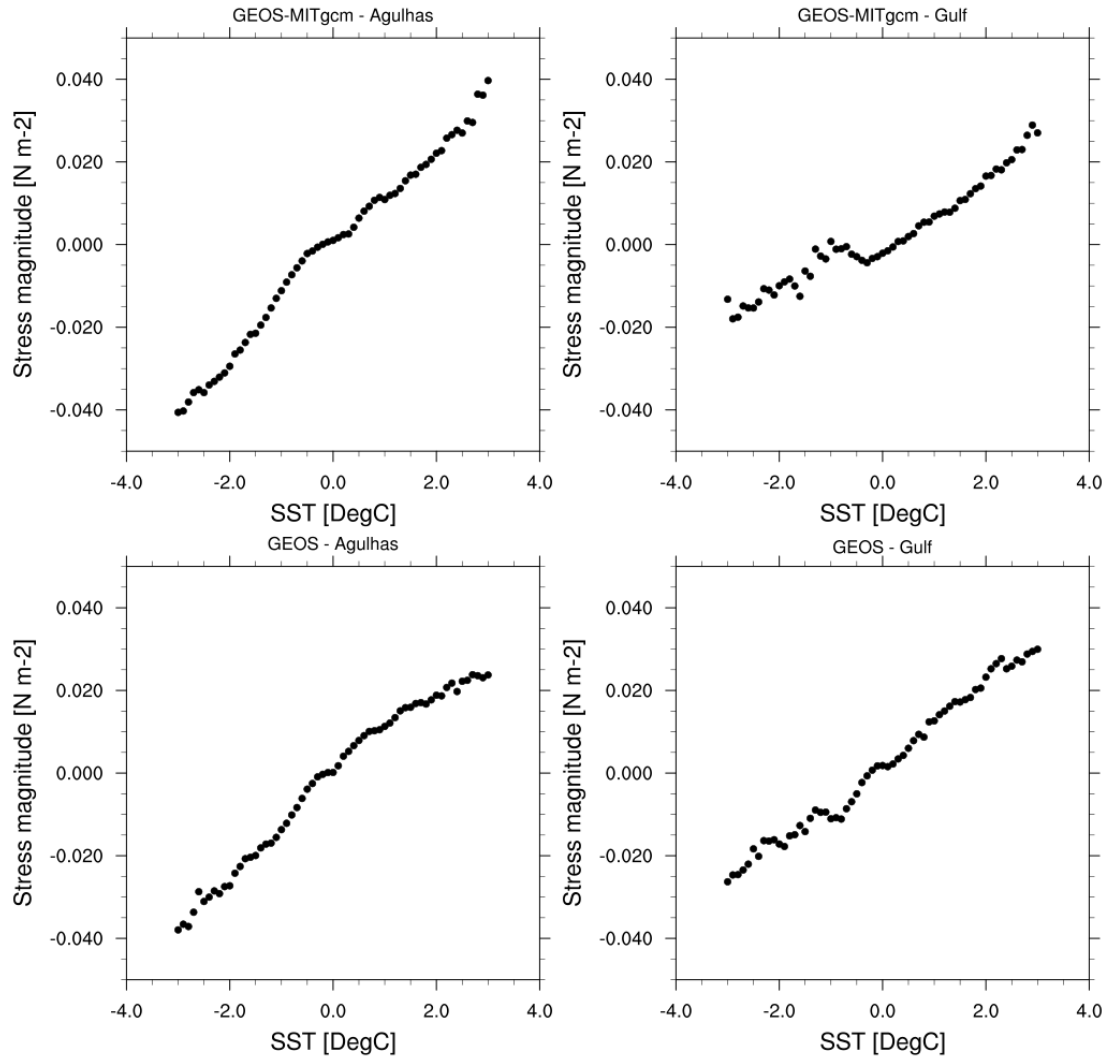 GEOS-MITgcm - Agulhas
Stress magnitude [N m-2]
0.040
0.020
0.000
-0.020
-0.040
-4.0 -2.0 0.0 2.0 4.0
SST [DegC]
GEOS-MITgcm - Gulf
Stress magnitude [N m-2]
0.040
0.020
0.000
-0.020
-0.040
-4.0 -2.0 0.0 2.0 4.0
SST [DegC]
GEOS - Agulhas
Stress magnitude [N m-2]
0.040
0.020
0.000
-0.020
-0.040
-4.0 -2.0 0.0 2.0 4.0
SST [DegC]
GEOS - Gulf
Stress magnitude [N m-2]
0.040
0.020
0.000
-0.020
-0.040
-4.0 -2.0 0.0 2.0 4.0
SST [DegC]